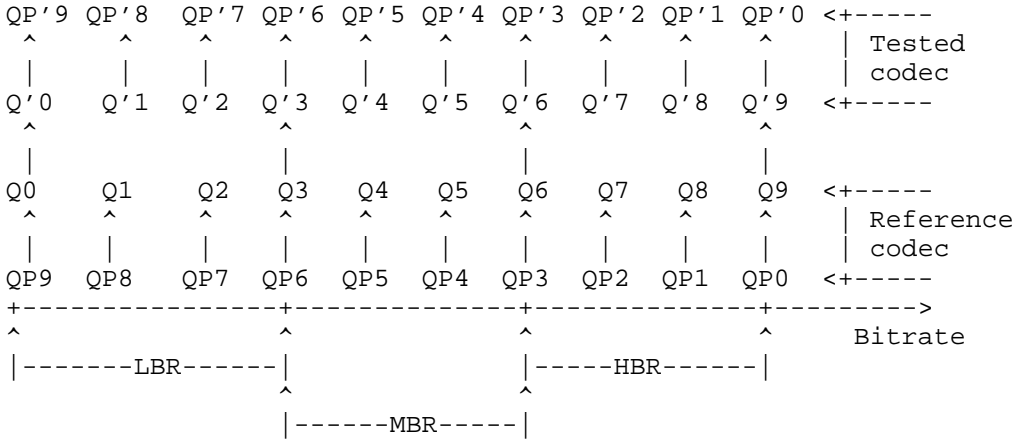 QP’9 QP’8 QP’7 QP’6 QP’5 QP’4 QP’3 QP’2 QP’1 QP’0 <+-----
^ ^ ^ ^ ^ ^ ^ ^ ^ ^ | Tested
| | | | | | | | | | | codec
Q’0 Q’1 Q’2 Q’3 Q’4 Q’5 Q’6 Q’7 Q’8 Q’9 <+-----
^ ^ ^ ^
| | | |
Q0 Q1 Q2 Q3 Q4 Q5 Q6 Q7 Q8 Q9 <+-----
^ ^ ^ ^ ^ ^ ^ ^ ^ ^ | Reference
| | | | | | | | | | | codec
QP9 QP8 QP7 QP6 QP5 QP4 QP3 QP2 QP1 QP0 <+-----
+----------------+--------------+--------------+--------->
^ ^ ^ ^ Bitrate
|-------LBR------| |-----HBR------|
^ ^
|------MBR-----|